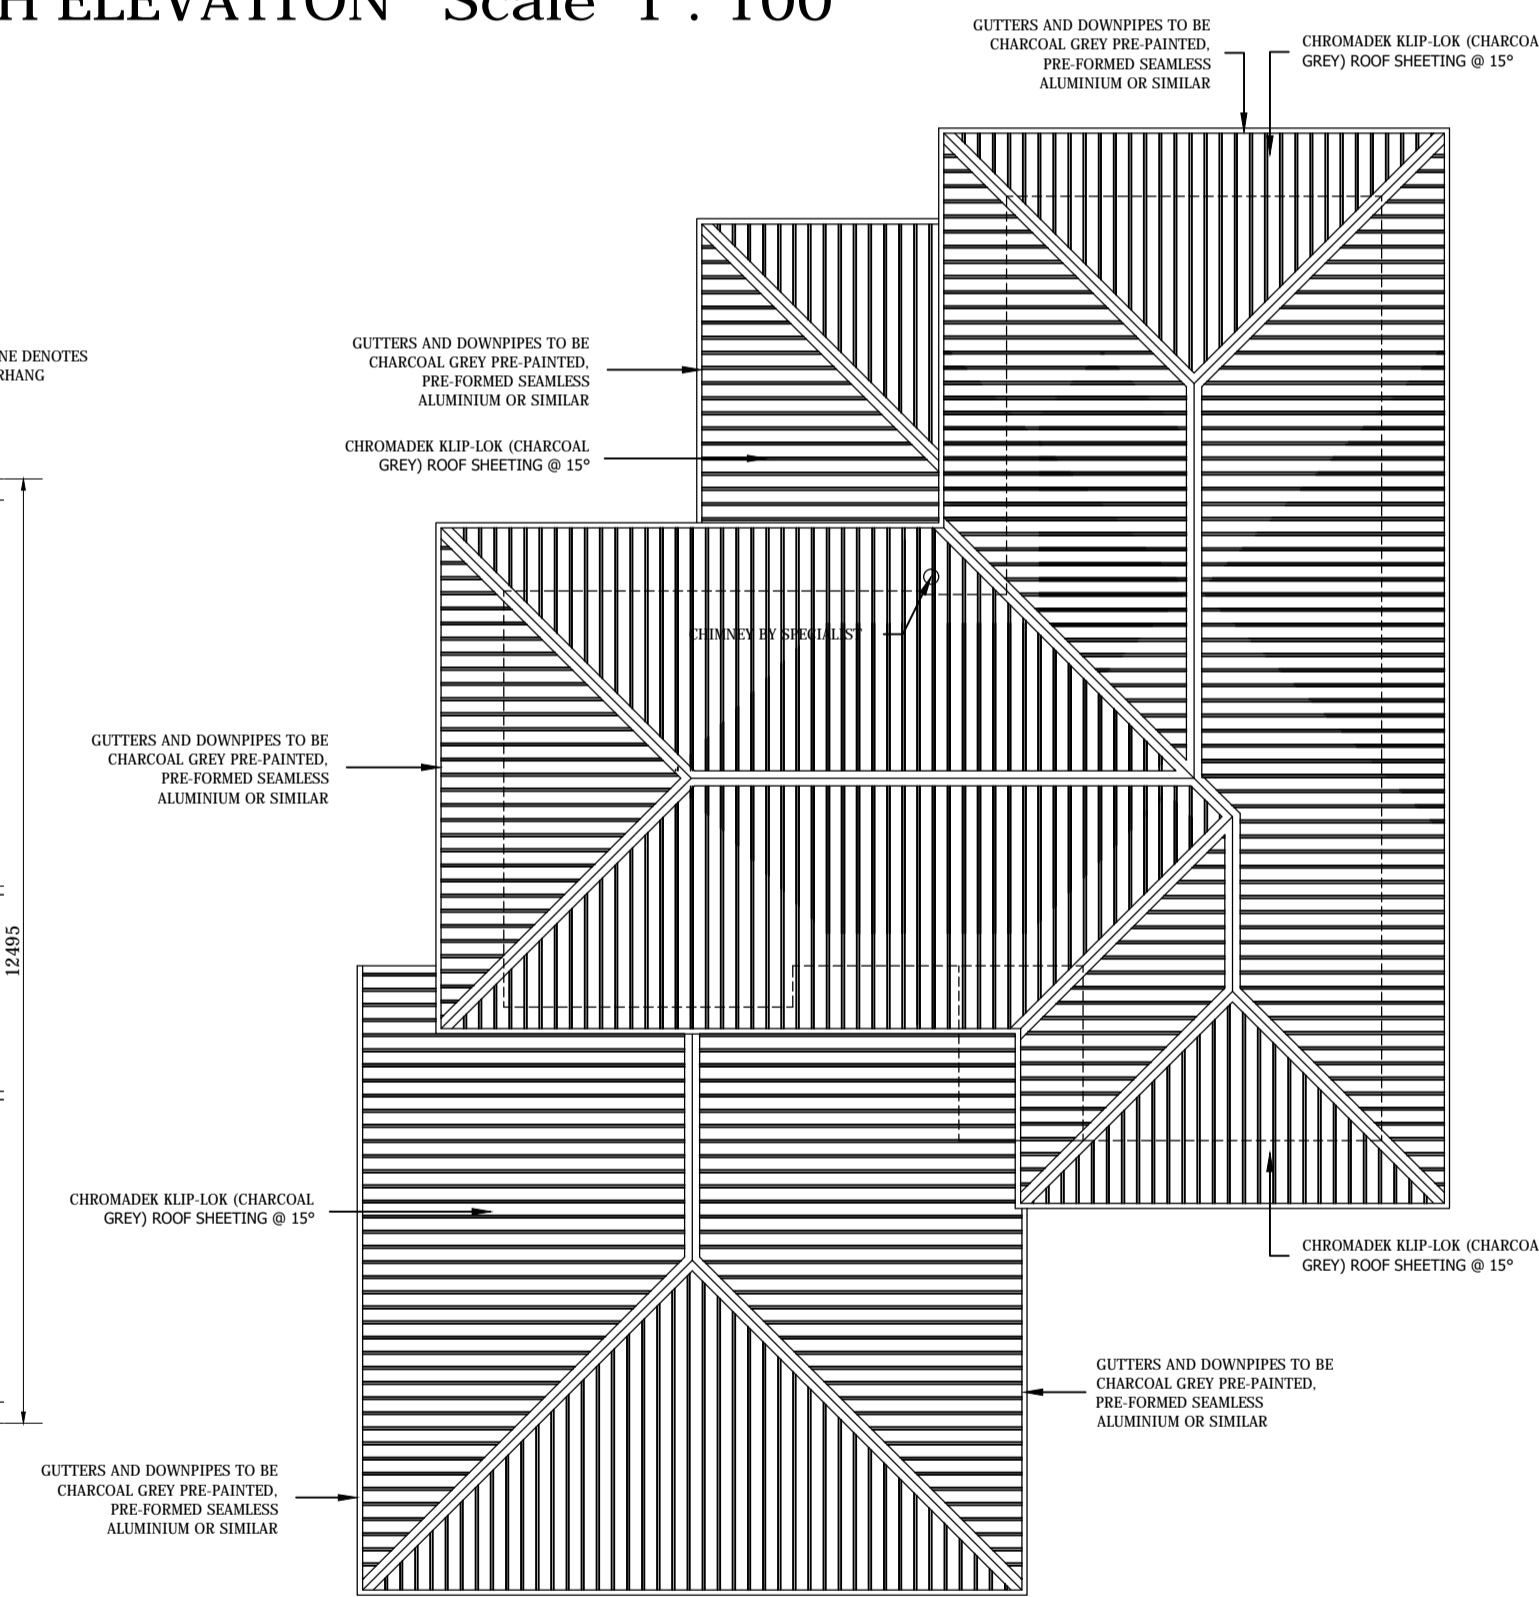 H ELEVATION Scale 1 : 100
GUTTERS AND DOWNPIPES TO BE
CHARCOAL GREY PRE-PAINTED,
PRE-FORMED SEAMLESS
ALUMINIUM OR SIMILAR
CHROMADEK KLIP-LOK (CHARCOA
GREY) ROOF SHEETING @ 15°
NE DENOTES
RHANG
GUTTERS AND DOWNPIPES TO BE
CHARCOAL GREY PRE-PAINTED,
PRE-FORMED SEAMLESS
ALUMINIUM OR SIMILAR
CHROMADEK KLIP-LOK (CHARCOAL
GREY) ROOF SHEETING @ 15°
CHIMNEY BY SPECIALIST
GUTTERS AND DOWNPIPES TO BE
CHARCOAL GREY PRE-PAINTED,
PRE-FORMED SEAMLESS
ALUMINIUM OR SIMILAR
12495
CHROMADEK KLIP-LOK (CHARCOAL
GREY) ROOF SHEETING @ 15°
CHROMADEK KLIP-LOK (CHARCOA
GREY) ROOF SHEETING @ 15°
GUTTERS AND DOWNPIPES TO BE
CHARCOAL GREY PRE-PAINTED,
PRE-FORMED SEAMLESS
ALUMINIUM OR SIMILAR
GUTTERS AND DOWNPIPES TO BE
CHARCOAL GREY PRE-PAINTED,
PRE-FORMED SEAMLESS
ALUMINIUM OR SIMILAR